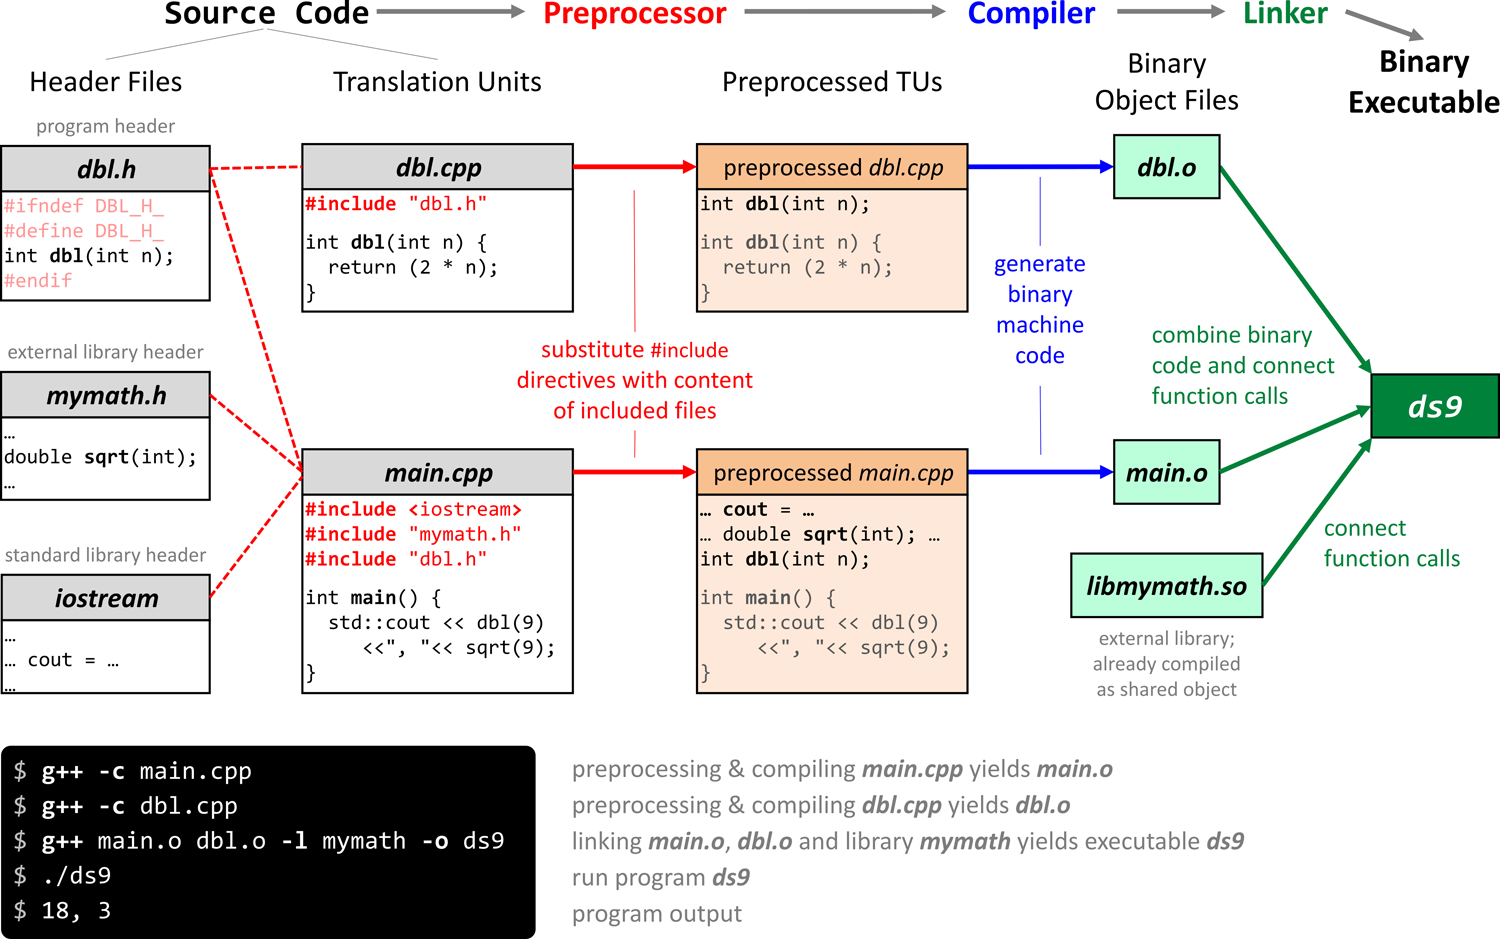 Source Code
Preprocessor
Compiler
Linker
Binary
Executable
Header Files
Translation Units
Preprocessed TUs
Binary
Object Files
program header
dbl.h
#ifndef DBL_H_
#define DBL_H_
int dbl(int n);
#endif
external library header
mymath.h
…
double sqrt(int);
…
standard library header
iostream
…
… cout = …
…
dbl.cpp
#include "dbl.h"
int dbl(int n) {
  return (2 * n);
}
main.cpp
#include <iostream>
#include "mymath.h"
#include "dbl.h"
int main() {
  std::cout << dbl(9)
     <<", "<< sqrt(9);
}
substitute #include
directives with content
of included files
preprocessed dbl.cpp
int dbl(int n);
int dbl(int n) {
  return (2 * n);
}
preprocessed main.cpp
… cout = …
… double sqrt(int); …
int dbl(int n);
int main() {
  std::cout << dbl(9)
     <<", "<< sqrt(9);
}
generate
binary
machine
code
dbl.o
main.o
libmymath.so
external library;
already compiled
as shared object
combine binary
code and connect
function calls
connect
function calls
ds9
$ g++ -c main.cpp
$ g++ -c dbl.cpp
$ g++ main.o dbl.o -l mymath -o ds9
$ ./ds9
$ 18, 3
preprocessing & compiling main.cpp yields main.o
preprocessing & compiling dbl.cpp yields dbl.o
linking main.o, dbl.o and library mymath yields executable ds9
run program ds9
program output